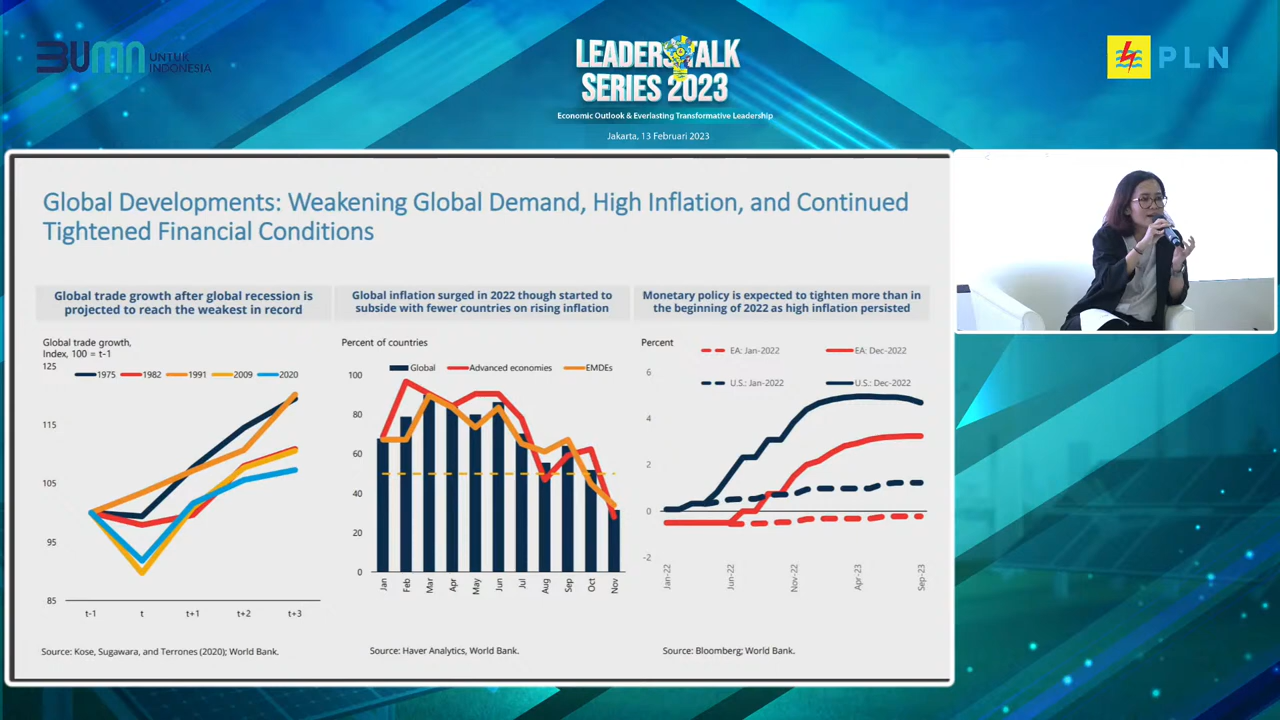 BUMN
UNTUK
INDONESIA
LEADERS TALK
SERIES 2023
Economic Outlook & Everlasting Transformative Leadership
Jakarta, 13 Februari 2023
PLN
Global Developments: Weakening Global Demand, High Inflation, and Continued
Tightened Financial Conditions
Global trade growth after global recession is
projected to reach the weakest in record
Global trade growth,
Index, 100 = t-1
125
1975 1982 1991 2009 2020
115
105
95
85
t-1 t t+1 t+2 t+3
Source: Kose, Sugawara, and Terrones (2020); World Bank.
Global inflation surged in 2022 though started to
subside with fewer countries on rising inflation
Percent of countries
Global Advanced economies EMDEs
100
80
60
40
20
0
Jan Feb Mar Apr May Jun Jul Aug Sep Oct Nov
Source: Haver Analytics, World Bank.
Monetary policy is expected to tighten more than in
the beginning of 2022 as high inflation persisted
Percent
EA: Jan-2022 EA: Dec-2022
U.S.: Jan-2022 U.S.: Dec-2022
6
4
2
0
-2
Jan-22 Jun-22 Nov-22 Apr-23 Sep-23
Source: Bloomberg; World Bank.